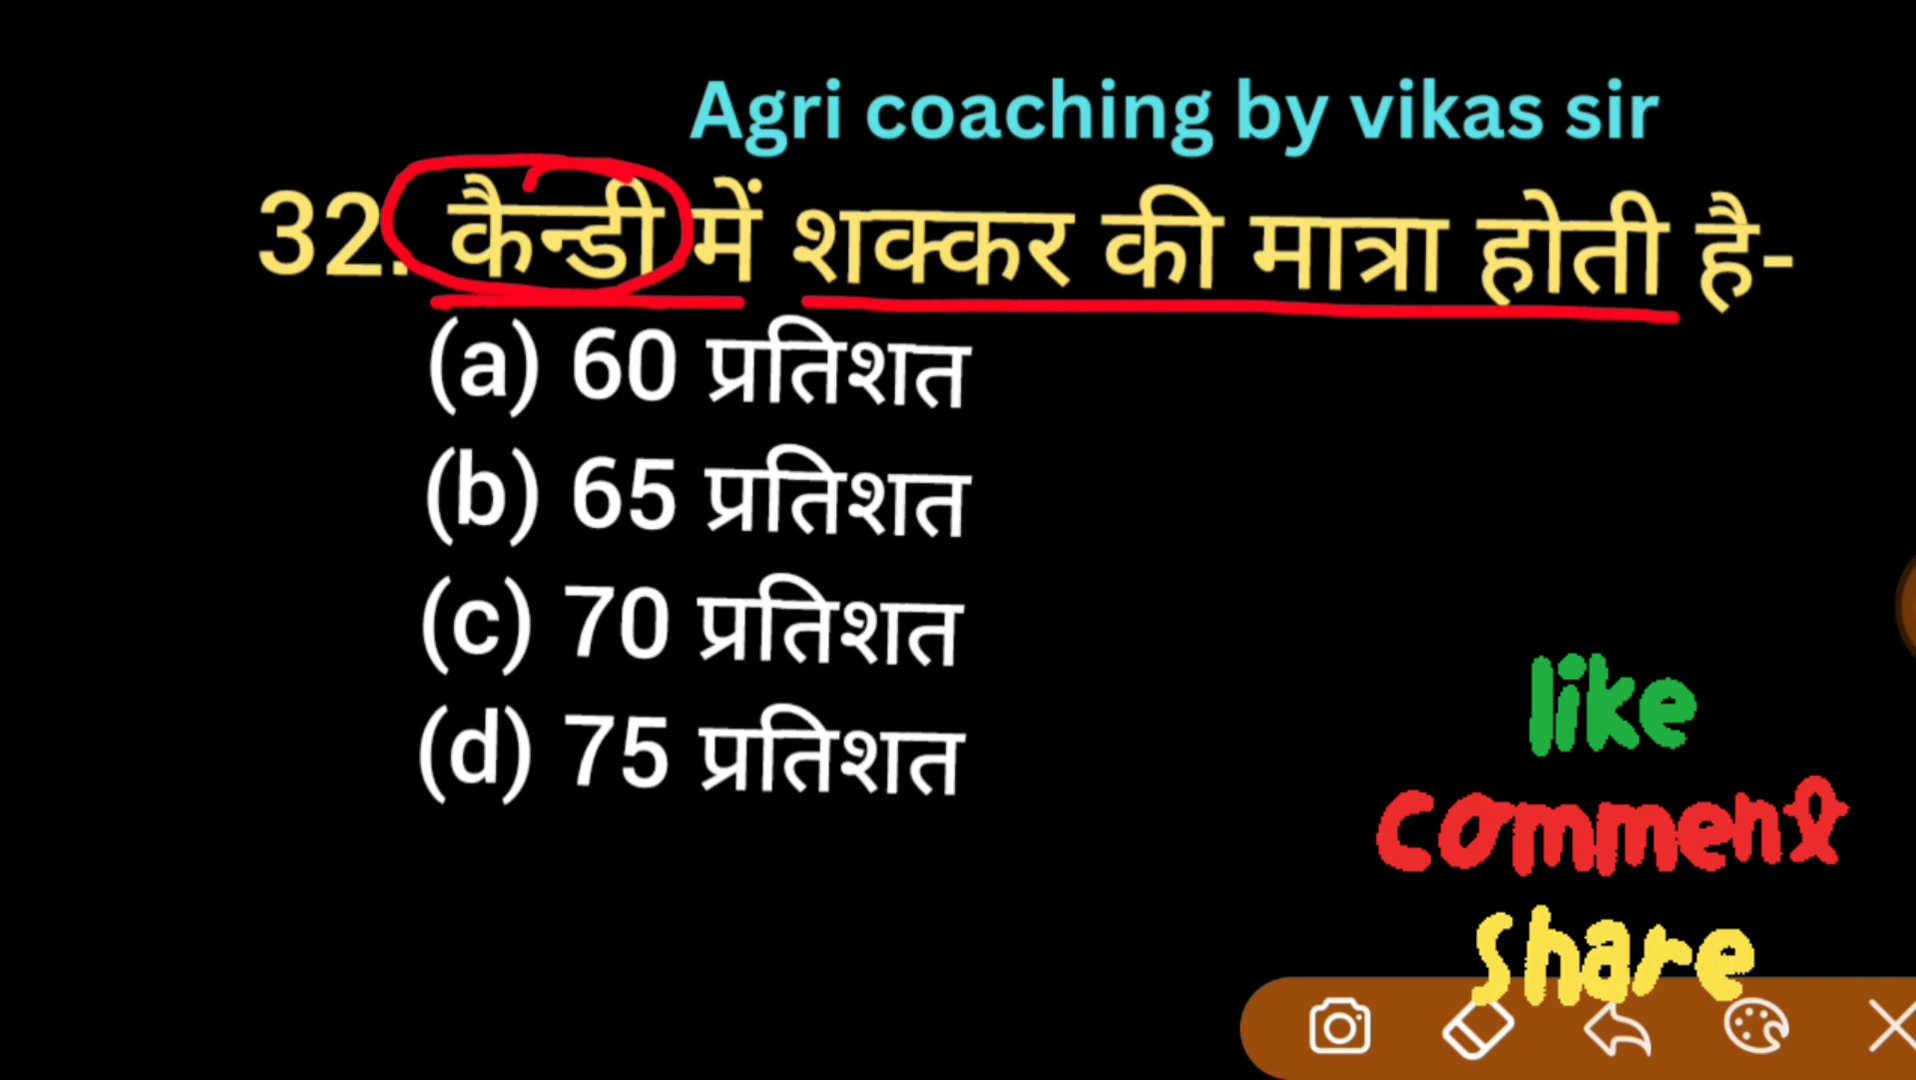 Agri coaching by vikas sir
32. कैन्डी में शक्कर की मात्रा होती है-
(a) 60 प्रतिशत
(b) 65 प्रतिशत
(c) 70 प्रतिशत
(d) 75 प्रतिशत
like
comment
share